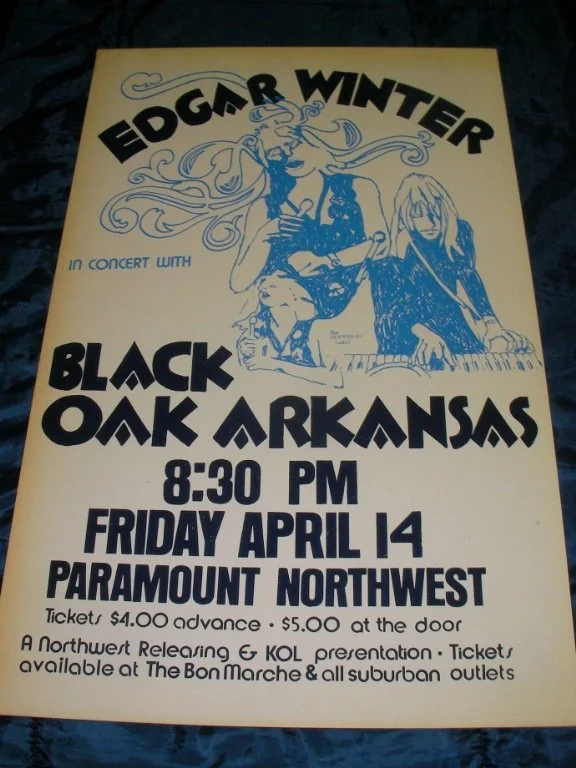 EDGAR WINTER
IN CONCERT WITH
BLACK
OAK ARKANSAS
8:30 PM
FRIDAY APRIL 14
PARAMOUNT NORTHWEST
Tickets $4.00 advance • $5.00 at the door
A Northwest Releasing & KOL presentation • Tickets
available at The Bon Marche & all suburban outlets